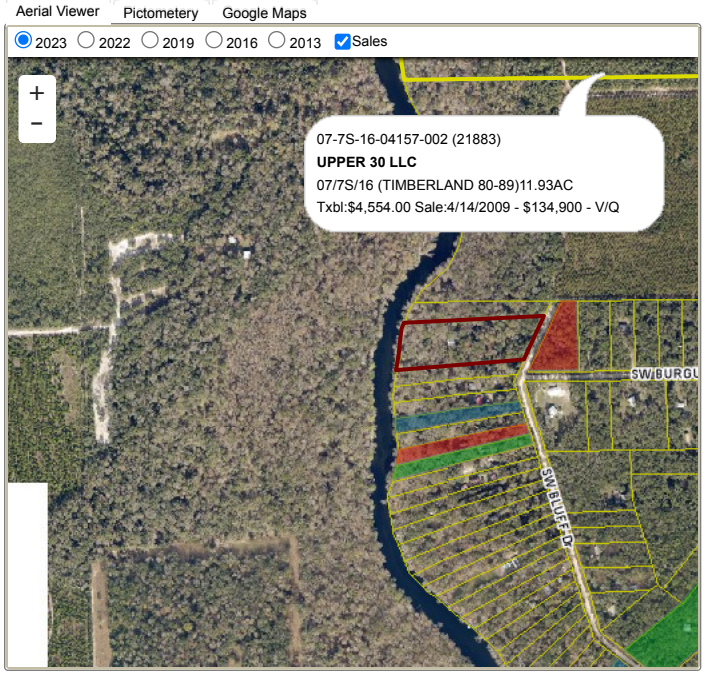 Aerial Viewer Pictometery Google Maps
2023 2022 2019 2016 2013 Sales
+
-
07-7S-16-04157-002 (21883)
UPPER 30 LLC
07/7S/16 (TIMBERLAND 80-89)11.93AC
Txbl:$4,554.00 Sale:4/14/2009 - $134,900 - V/Q
SW BURGU
SW BLUFF Dr